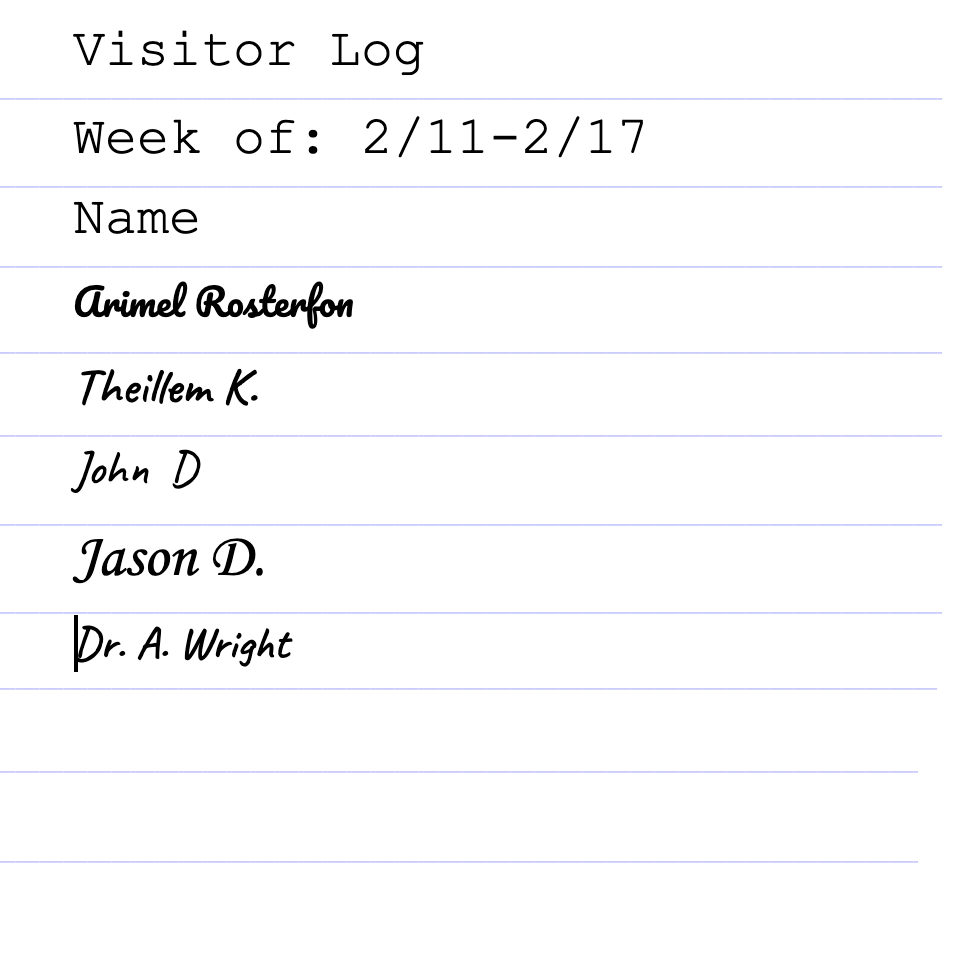 Visitor Log
Week of: 2/11-2/17
Name
Arimel Rosterfon
Theillem K.
John D
Jason D.
Dr. A. Wright